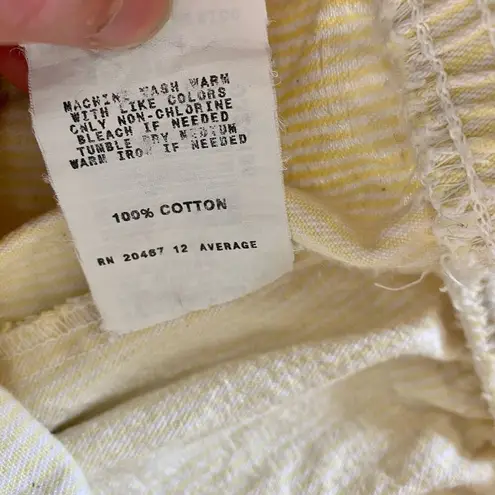 MACHINE WASH WARM
WITH LIKE COLORS
ONLY NON-CHLORINE
BLEACH IF NEEDED
TUMBLE DRY MEDIUM
WARM IRON IF NEEDED
100% COTTON
RN 20467 12 AVERAGE